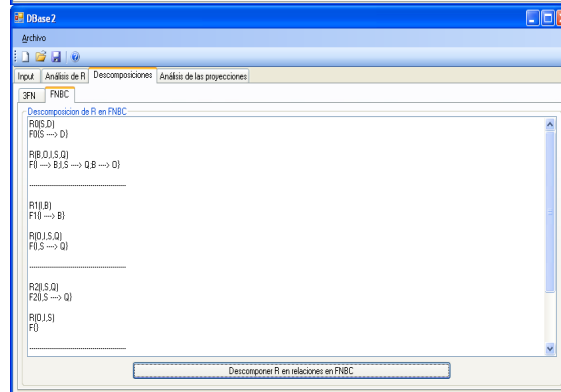 DBase2
Archivo
Input Análisis de R Descomposiciones Análisis de las proyecciones
3FN FNBC
Descomposicion de R en FNBC
R0(S,D)
F0{S ----> D}
R(B,O,I,S,Q)
F{I ----> B;I,S ----> Q,B ----> O}
------------------------------------------
R1(I,B)
F1{I ----> B}
R(O,I,S,Q)
F{I,S ----> Q}
------------------------------------------
R2(I,S,Q)
F2{I,S ----> Q}
R(O,I,S)
F{}
------------------------------------------
Descomponer R en relaciones en FNBC